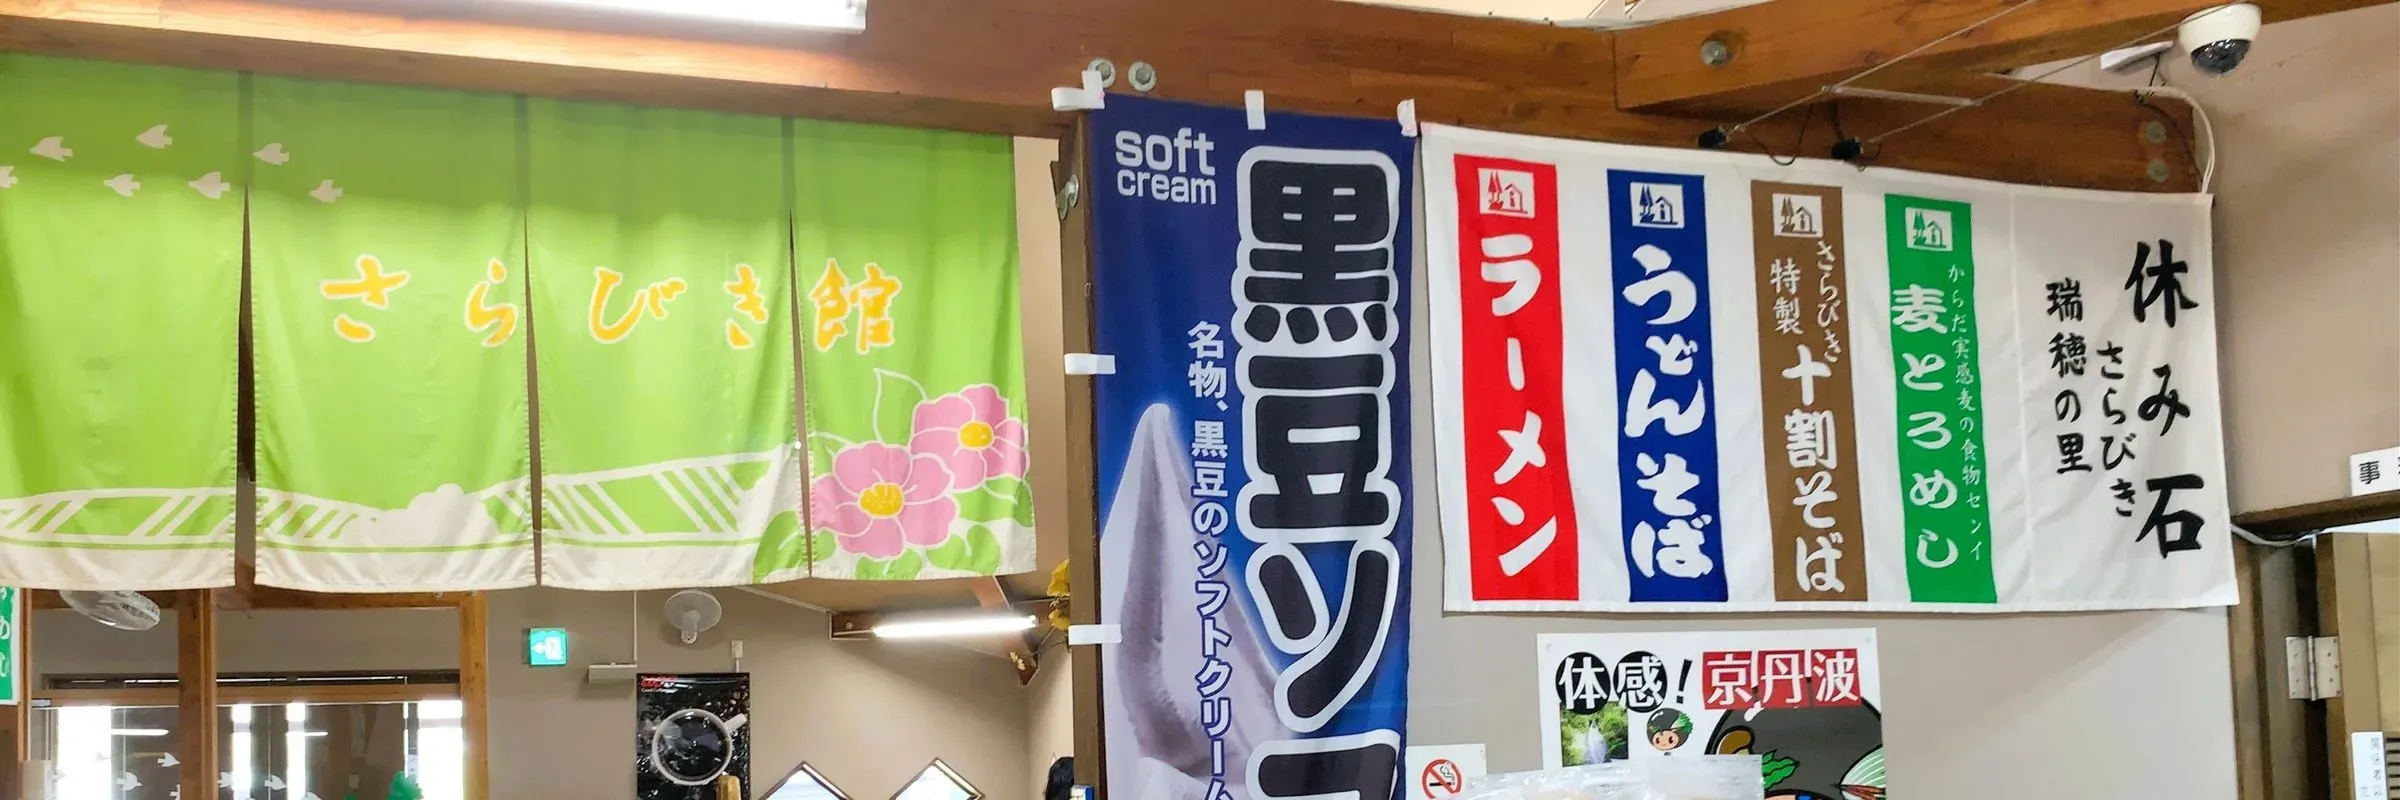 さらびき館
soft
cream
黒豆ソフ
名物、黒豆のソフトクリーム
ラーメン
うどんそば
さらびき
特製
十割そば
からだ実感麦の食物センイ
麦とろめし
休み石
さらびき
瑞穂の里
体感!京丹波
事